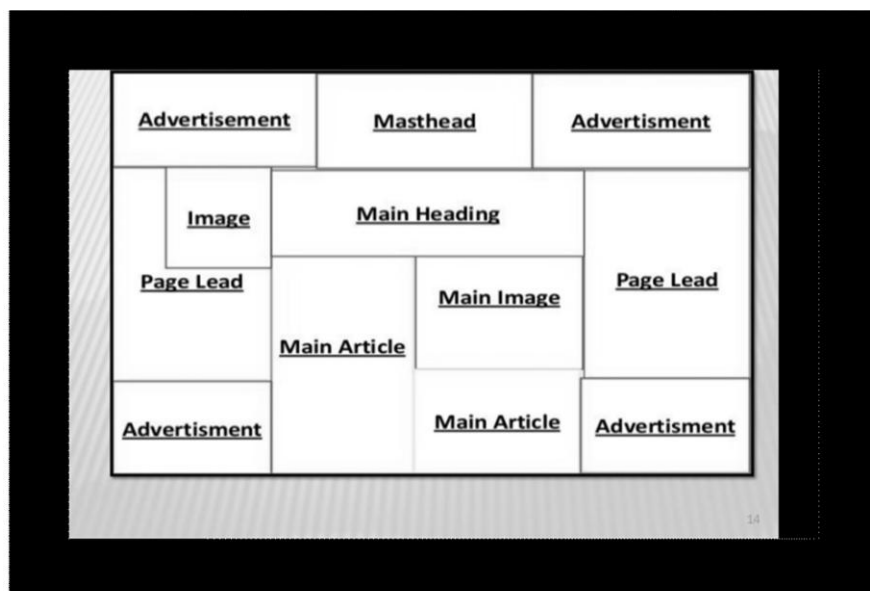 Advertisement
Masthead
Advertisment
Image
Main Heading
Page Lead
Main Image
Page Lead
Main Article
Main Article
Advertisment
Advertisment
14